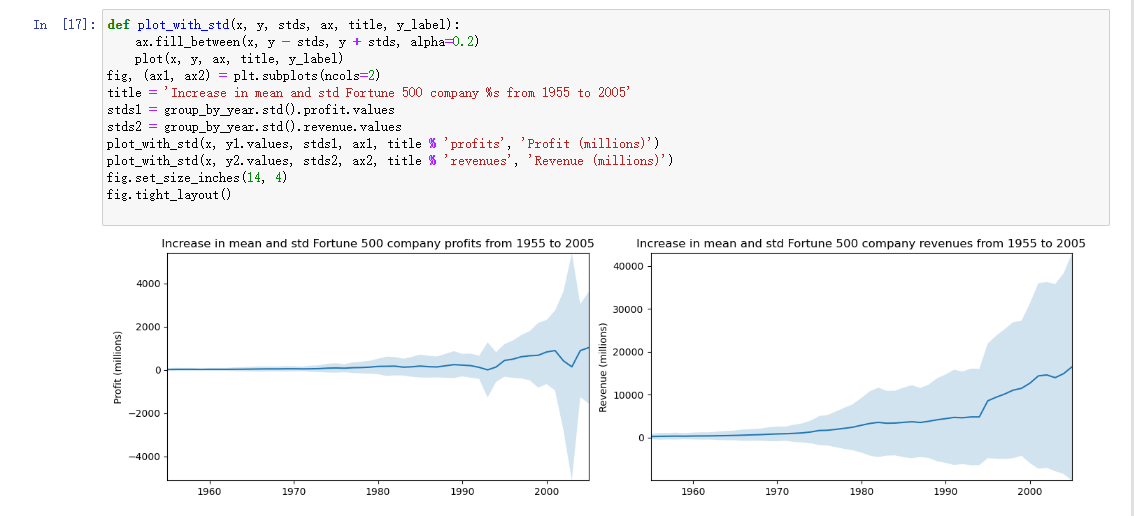 In [17]: def plot_with_std(x, y, stds, ax, title, y_label):
    ax.fill_between(x, y - stds, y + stds, alpha=0.2)
    plot(x, y, ax, title, y_label)
fig, (ax1, ax2) = plt.subplots(ncols=2)
title = 'Increase in mean and std Fortune 500 company %s from 1955 to 2005'
stds1 = group_by_year.std().profit.values
stds2 = group_by_year.std().revenue.values
plot_with_std(x, y1.values, stds1, ax1, title % 'profits', 'Profit (millions)')
plot_with_std(x, y2.values, stds2, ax2, title % 'revenues', 'Revenue (millions)')
fig.set_size_inches(14, 4)
fig.tight_layout()
Increase in mean and std Fortune 500 company profits from 1955 to 2005
Profit (millions)
4000
2000
0
−2000
−4000
1960 1970 1980 1990 2000
Increase in mean and std Fortune 500 company revenues from 1955 to 2005
Revenue (millions)
40000
30000
20000
10000
0
1960 1970 1980 1990 2000